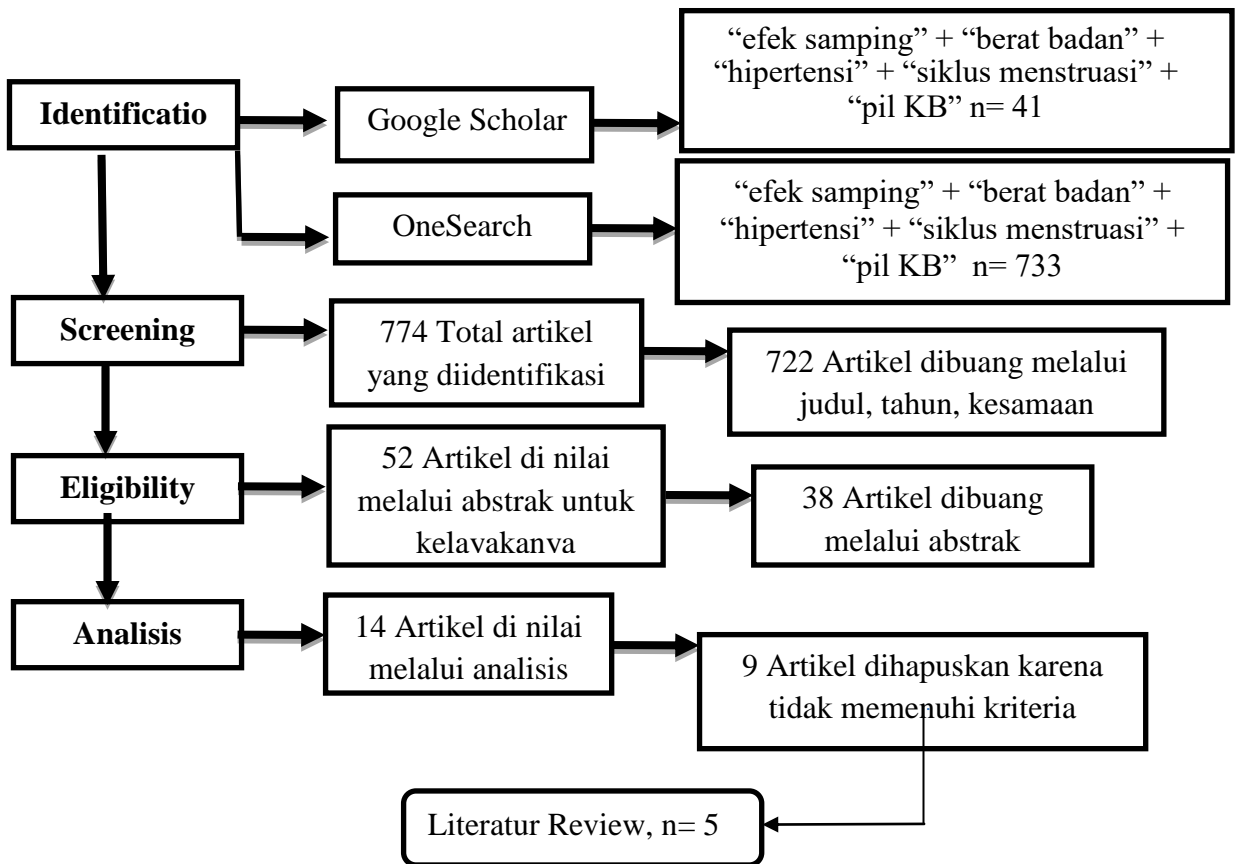 Identificatio
Google Scholar
“efek samping” + “berat badan” +
“hipertensi” + “siklus menstruasi” +
“pil KB” n= 41
OneSearch
“efek samping” + “berat badan” +
“hipertensi” + “siklus menstruasi” +
“pil KB” n= 733
Screening
774 Total artikel
yang diidentifikasi
722 Artikel dibuang melalui
judul, tahun, kesamaan
Eligibility
52 Artikel di nilai
melalui abstrak untuk
kelavakanva
38 Artikel dibuang
melalui abstrak
Analisis
14 Artikel di nilai
melalui analisis
9 Artikel dihapuskan karena
tidak memenuhi kriteria
Literatur Review, n= 5